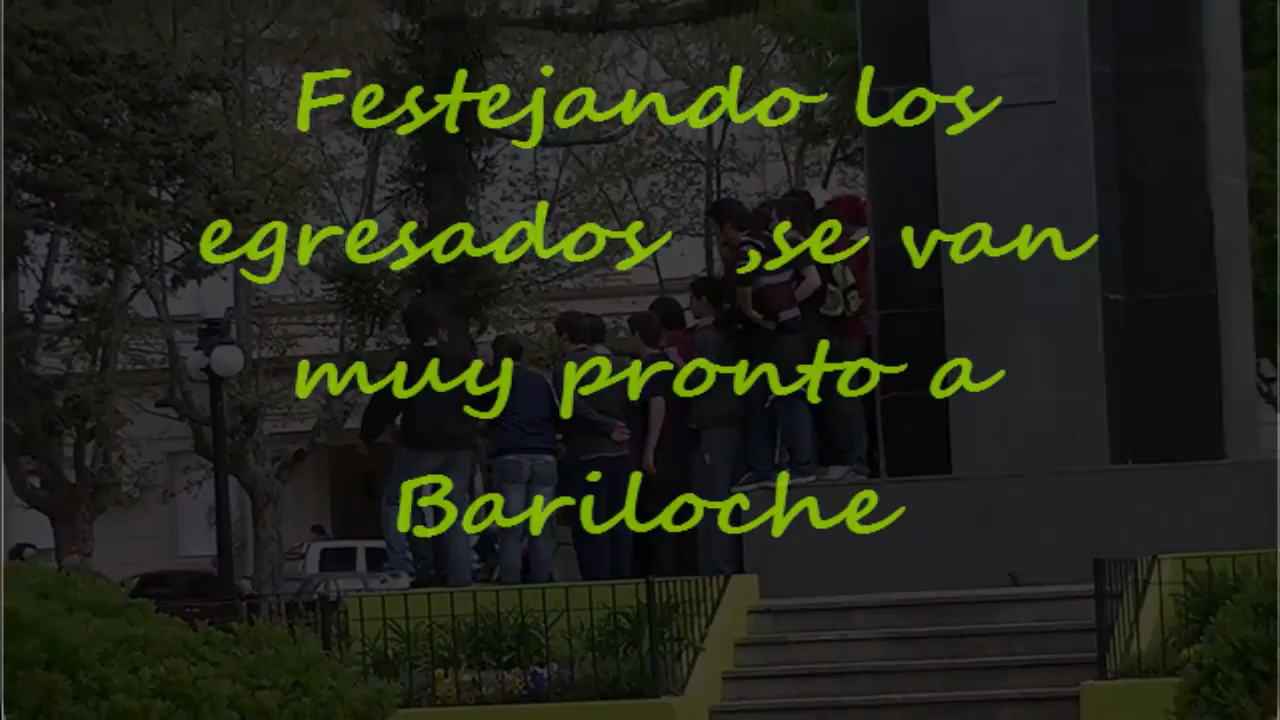 Festejando los
egresados ,se van
muy pronto a
Bariloche